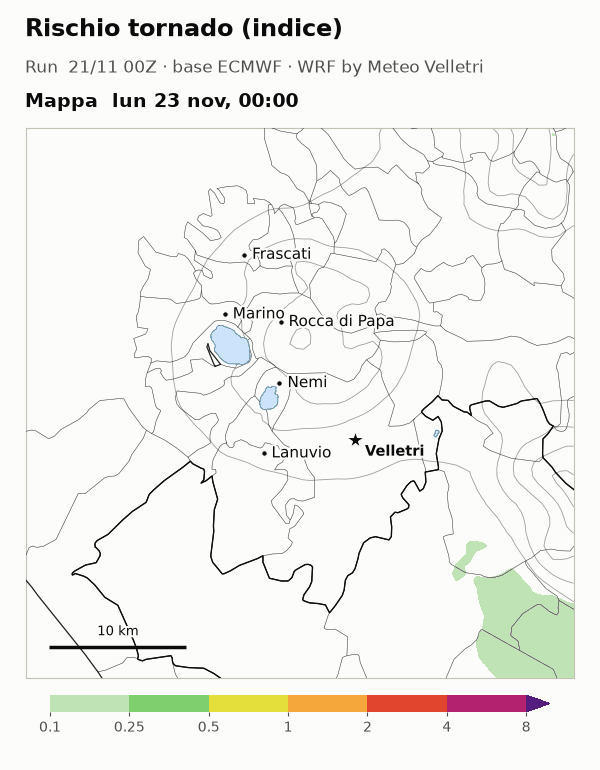 Rischio tornado (indice)
Run  21/11 00Z · base ECMWF · WRF by Meteo Velletri
Mappa  lun 23 nov, 00:00
Frascati
Marino
Rocca di Papa
Nemi
Velletri
Lanuvio
10 km
0.1 0.25 0.5 1 2 4 8